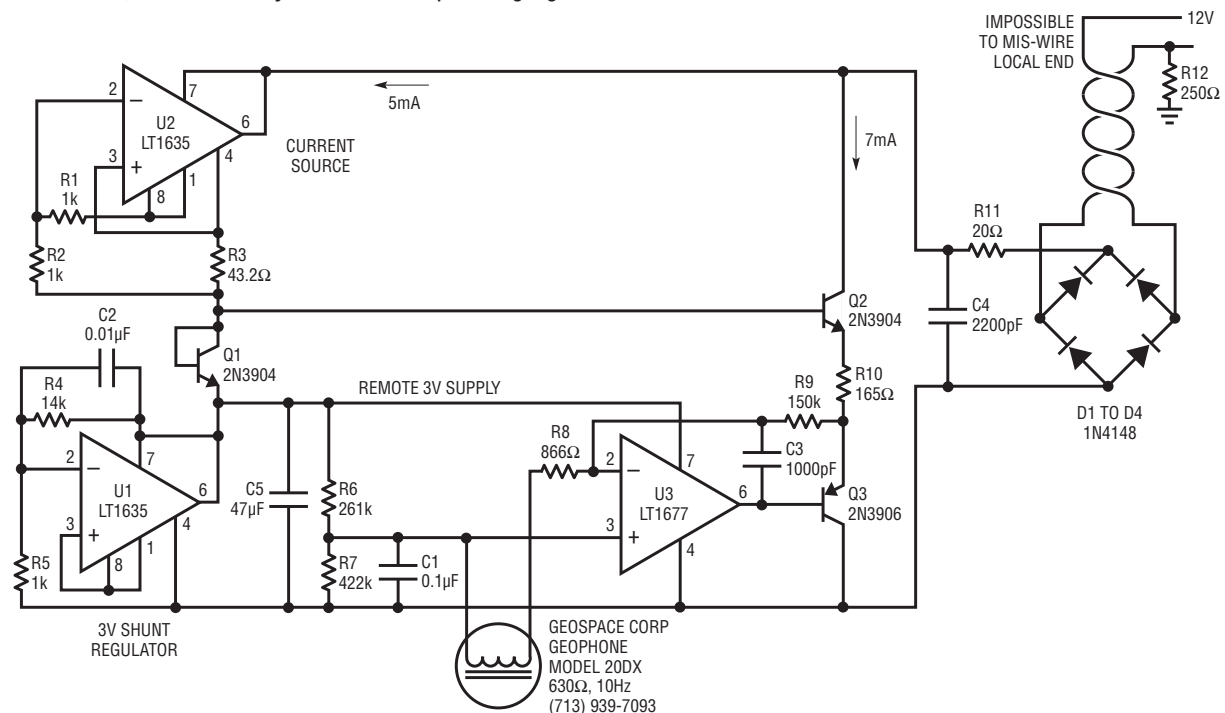 IMPOSSIBLE
TO MIS-WIRE
LOCAL END
12V
R12
250Ω
2
−
7
U2
LT1635
6
3
+
4
1
8
5mA
CURRENT
SOURCE
7mA
R1
1k
R2
1k
R3
43.2Ω
R11
20Ω
C4
2200pF
D1 TO D4
1N4148
Q2
2N3904
C2
0.01µF
Q1
2N3904
R4
14k
REMOTE 3V SUPPLY
R9
150k
R10
165Ω
R8
866Ω
C3
1000pF
2
−
7
U1
LT1635
6
3
+
4
1
8
R5
1k
C5
47µF
R6
261k
R7
422k
C1
0.1µF
2
−
7
U3
LT1677
6
3
+
4
Q3
2N3906
3V SHUNT
REGULATOR
GEOSPACE CORP
GEOPHONE
MODEL 20DX
630Ω, 10Hz
(713) 939-7093